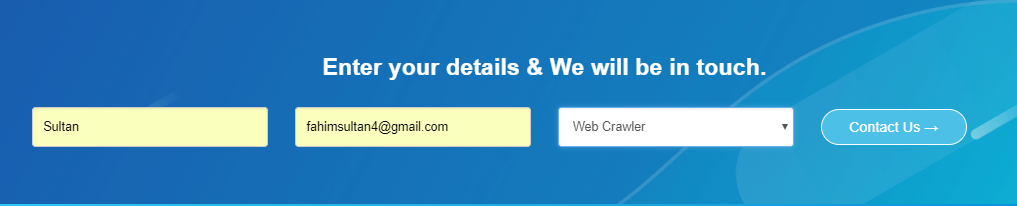 Enter your details & We will be in touch.
Sultan
fahimsultan4@gmail.com
Web Crawler
Contact Us →